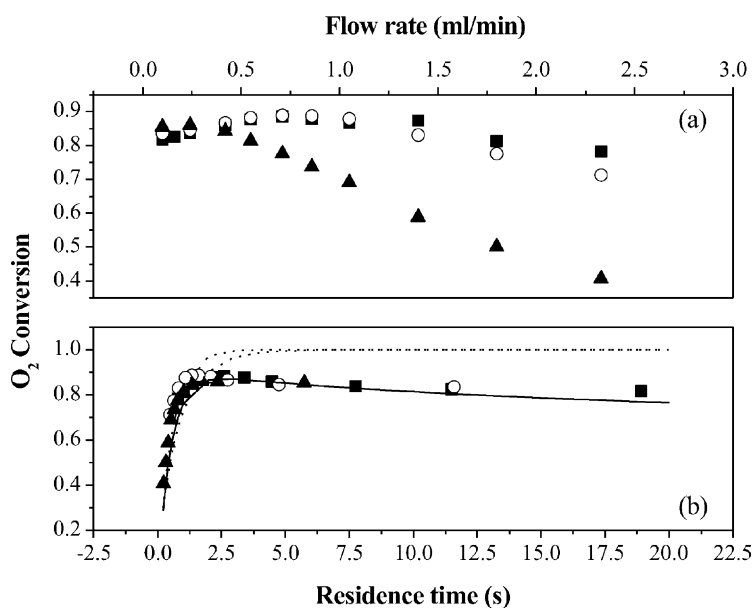 Flow rate (ml/min)
0.0 0.5 1.0 1.5 2.0 2.5 3.0
0.9
(a)
0.8
0.7
0.6
0.5
0.4
O₂ Conversion
1.0
0.8
0.6
0.4
(b)
0.2
-2.5 0.0 2.5 5.0 7.5 10.0 12.5 15.0 17.5 20.0 22.5
Residence time (s)